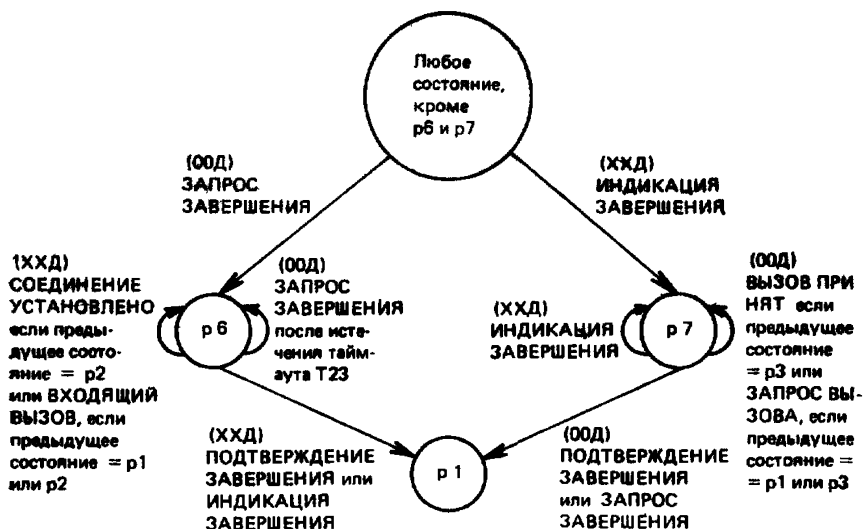 Любое
состояние,
кроме
р6 и р7
(ООД)
ЗАПРОС
ЗАВЕРШЕНИЯ
(ХХД)
ИНДИКАЦИЯ
ЗАВЕРШЕНИЯ
(ХХД)
СОЕДИНЕНИЕ
УСТАНОВЛЕНО
если преды-
дущее состо-
яние = р2
или ВХОДЯЩИЙ
ВЫЗОВ, если
предыдущее
состояние = р1
или р2
р 6
(ООД)
ЗАПРОС
ЗАВЕРШЕНИЯ
после исте-
чения тайм-
аута Т23
(ХХД)
ИНДИКАЦИЯ
ЗАВЕРШЕНИЯ
р 7
(ООД)
ВЫЗОВ ПРИ
НЯТ если
предыдущее
состояние
= р3 или
ЗАПРОС ВЫ-
ЗОВА, если
предыдущее
состояние =
= р1 или р3
(ХХД)
ПОДТВЕРЖДЕНИЕ
ЗАВЕРШЕНИЯ или
ИНДИКАЦИЯ
ЗАВЕРШЕНИЯ
р 1
(ООД)
ПОДТВЕРЖДЕНИЕ
ЗАВЕРШЕНИЯ
или ЗАПРОС
ЗАВЕРШЕНИЯ